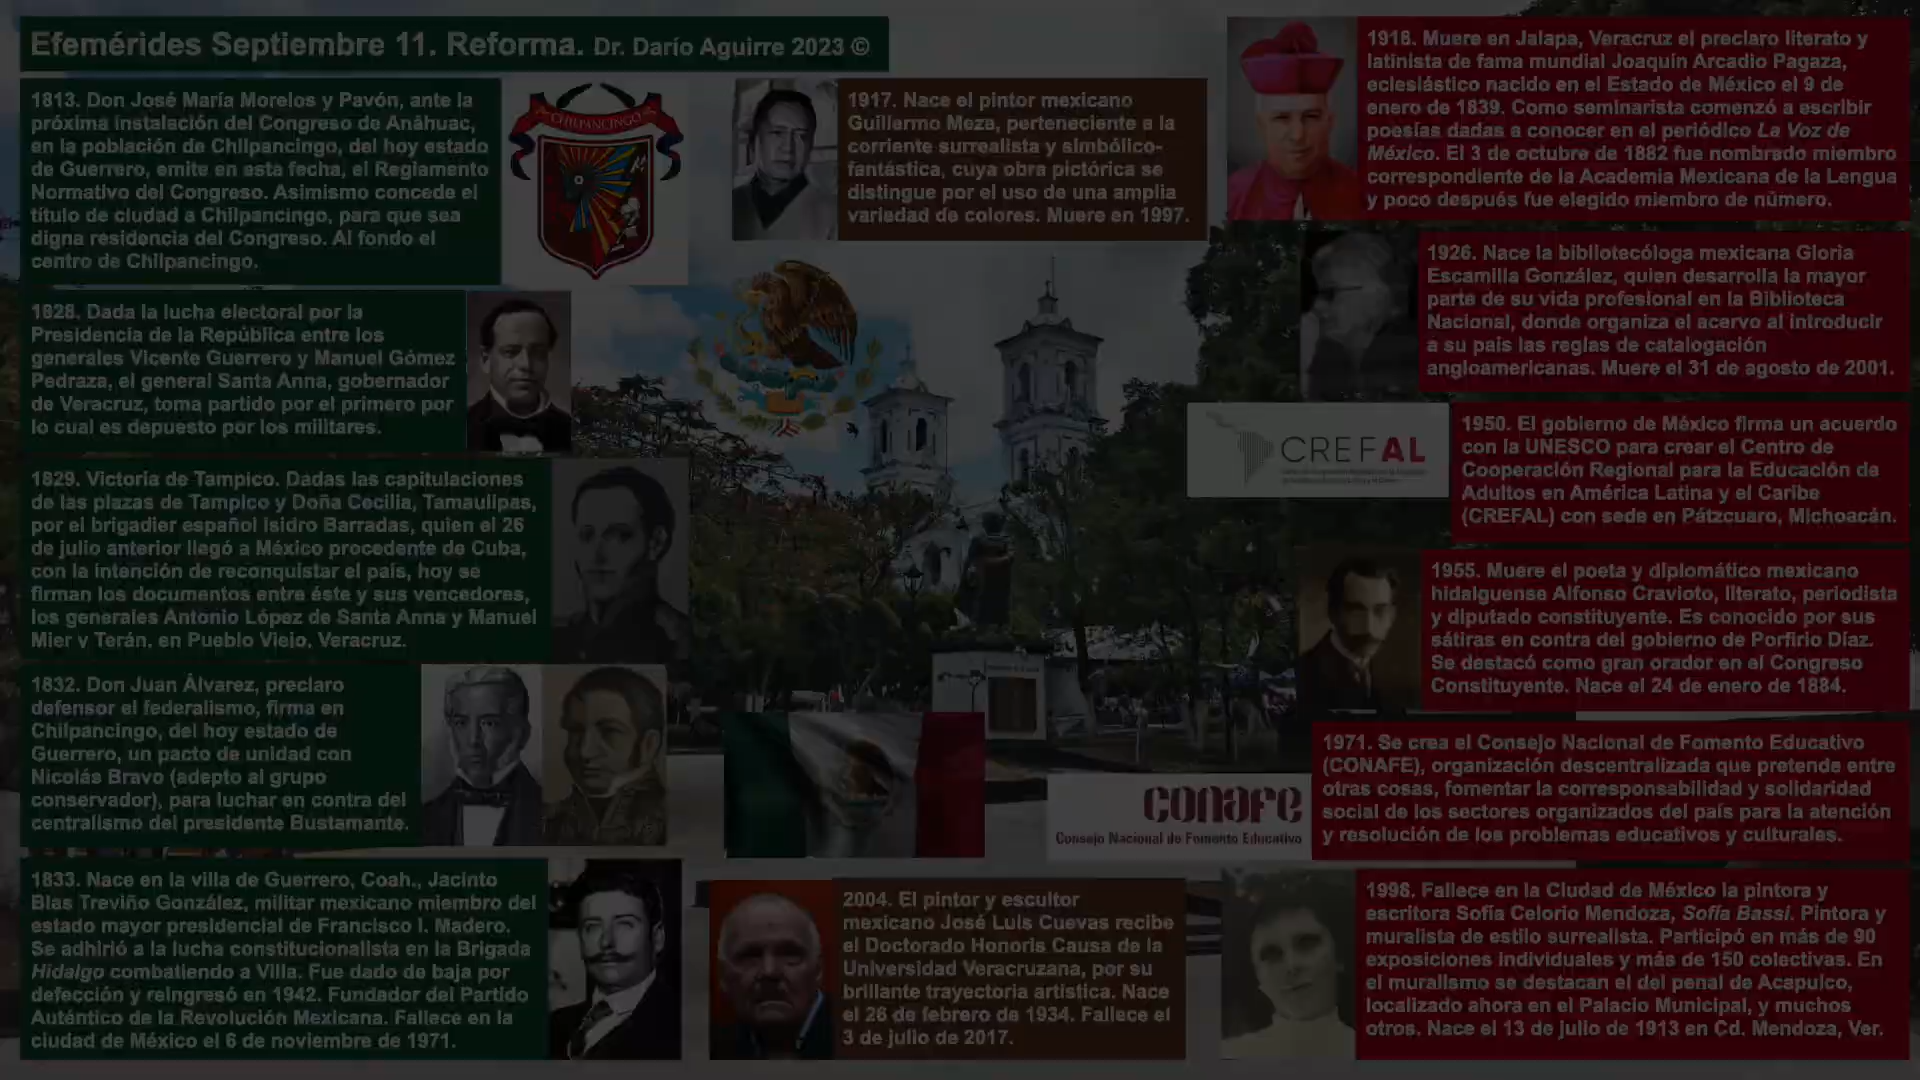 Efemérides Septiembre 11. Reforma. Dr. Darío Aguirre 2023 ©
1813. Don José María Morelos y Pavón, ante la
próxima instalación del Congreso de Anáhuac,
en la población de Chilpancingo, del hoy estado
de Guerrero, emite en esta fecha, el Reglamento
Normativo del Congreso. Asimismo concede el
título de ciudad a Chilpancingo, para que sea
digna residencia del Congreso. Al fondo el
centro de Chilpancingo.
CHILPANCINGO
1828. Dada la lucha electoral por la
Presidencia de la República entre los
generales Vicente Guerrero y Manuel Gómez
Pedraza, el general Santa Anna, gobernador
de Veracruz, toma partido por el primero por
lo cual es depuesto por los militares.
1829. Victoria de Tampico. Dadas las capitulaciones
de las plazas de Tampico y Doña Cecilia, Tamaulipas,
por el brigadier español Isidro Barradas, quien el 26
de julio anterior llegó a México procedente de Cuba,
con la intención de reconquistar el país, hoy se
firman los documentos entre éste y sus vencedores,
los generales Antonio López de Santa Anna y Manuel
Mier y Terán, en Pueblo Viejo, Veracruz.
1832. Don Juan Álvarez, preclaro
defensor el federalismo, firma en
Chilpancingo, del hoy estado de
Guerrero, un pacto de unidad con
Nicolás Bravo (adepto al grupo
conservador), para luchar en contra del
centralismo del presidente Bustamante.
1833. Nace en la villa de Guerrero, Coah., Jacinto
Blas Treviño González, militar mexicano miembro del
estado mayor presidencial de Francisco I. Madero.
Se adhirió a la lucha constitucionalista en la Brigada
Hidalgo combatiendo a Villa. Fue dado de baja por
defección y reingresó en 1942. Fundador del Partido
Auténtico de la Revolución Mexicana. Fallece en la
ciudad de México el 6 de noviembre de 1971.
1917. Nace el pintor mexicano
Guillermo Meza, perteneciente a la
corriente surrealista y simbólico-
fantástica, cuya obra pictórica se
distingue por el uso de una amplia
variedad de colores. Muere en 1997.
2004. El pintor y escultor
mexicano José Luis Cuevas recibe
el Doctorado Honoris Causa de la
Universidad Veracruzana, por su
brillante trayectoria artística. Nace
el 26 de febrero de 1934. Fallece el
3 de julio de 2017.
1918. Muere en Jalapa, Veracruz el preclaro literato y
latinista de fama mundial Joaquín Arcadio Pagaza,
eclesiástico nacido en el Estado de México el 9 de
enero de 1839. Como seminarista comenzó a escribir
poesías dadas a conocer en el periódico La Voz de
México. El 3 de octubre de 1882 fue nombrado miembro
correspondiente de la Academia Mexicana de la Lengua
y poco después fue elegido miembro de número.
1926. Nace la bibliotecóloga mexicana Gloria
Escamilla González, quien desarrolla la mayor
parte de su vida profesional en la Biblioteca
Nacional, donde organiza el acervo al introducir
a su país las reglas de catalogación
angloamericanas. Muere el 31 de agosto de 2001.
CREFAL
1950. El gobierno de México firma un acuerdo
con la UNESCO para crear el Centro de
Cooperación Regional para la Educación de
Adultos en América Latina y el Caribe
(CREFAL) con sede en Pátzcuaro, Michoacán.
1955. Muere el poeta y diplomático mexicano
hidalguense Alfonso Cravioto, literato, periodista
y diputado constituyente. Es conocido por sus
sátiras en contra del gobierno de Porfirio Díaz.
Se destacó como gran orador en el Congreso
Constituyente. Nace el 24 de enero de 1884.
conafe
Consejo Nacional de Fomento Educativo
1971. Se crea el Consejo Nacional de Fomento Educativo
(CONAFE), organización descentralizada que pretende entre
otras cosas, fomentar la corresponsabilidad y solidaridad
social de los sectores organizados del país para la atención
y resolución de los problemas educativos y culturales.
1998. Fallece en la Ciudad de México la pintora y
escritora Sofía Celorio Mendoza, Sofía Bassi. Pintora y
muralista de estilo surrealista. Participó en más de 90
exposiciones individuales y más de 150 colectivas. En
el muralismo se destacan el del penal de Acapulco,
localizado ahora en el Palacio Municipal, y muchos
otros. Nace el 13 de julio de 1913 en Cd. Mendoza, Ver.